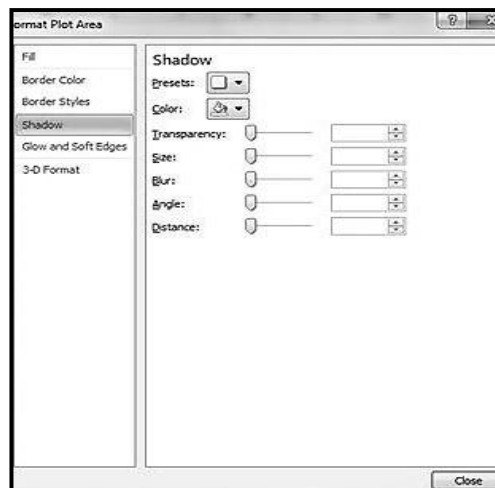 ormat Plot Area
?
Fill
Border Color
Border Styles
Shadow
Glow and Soft Edges
3-D Format
Shadow
Presets:
Color:
Transparency:
Size:
Blur:
Angle:
Distance:
Close